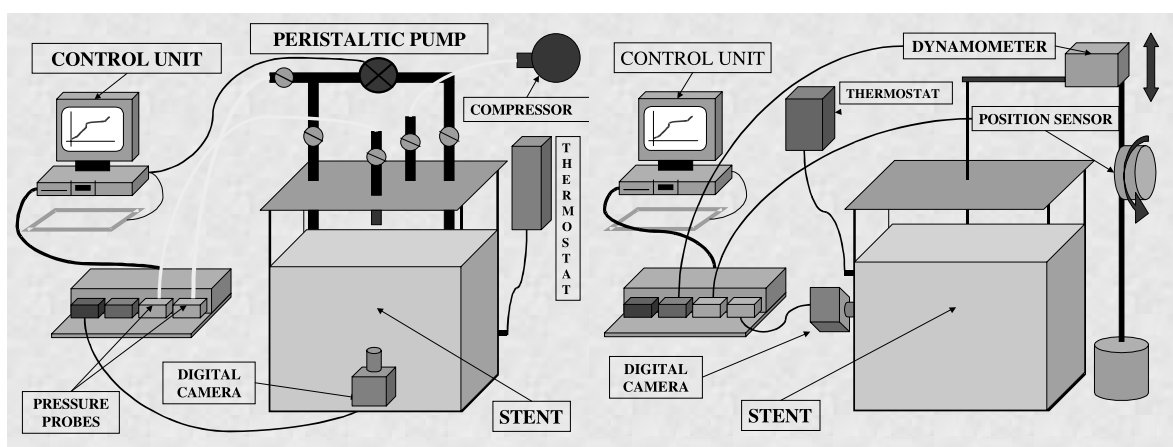 CONTROL UNIT
PERISTALTIC PUMP
COMPRESSOR
THERMOSTAT
DIGITAL
CAMERA
PRESSURE
PROBES
STENT
CONTROL UNIT
DYNAMOMETER
THERMOSTAT
POSITION SENSOR
DIGITAL
CAMERA
STENT